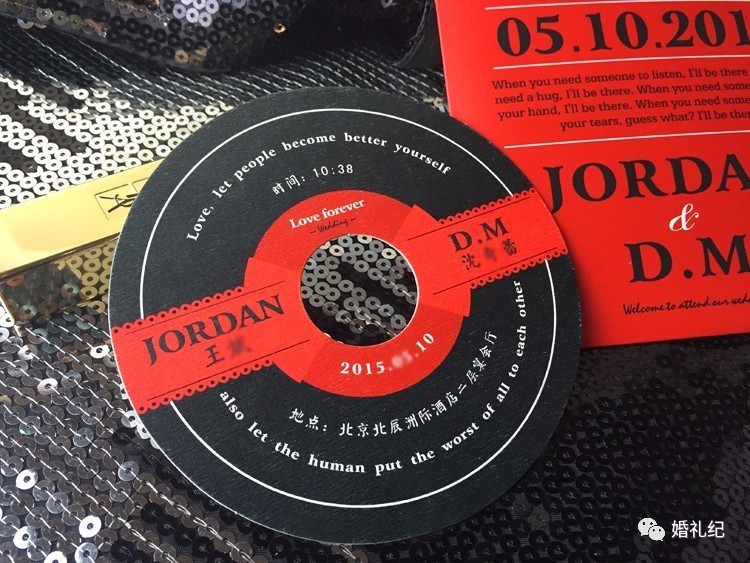 Love, let people become better yourself
时间：10:38
Love forever
- Wedding -
D.M
沈 蕾
JORDAN
王
2015. .10
地点：北京北辰洲际酒店二层宴会厅
also let the human put the worst of all to each other
05.10.201
When you need someone to listen, I'll be there.
need a hug, I'll be there. When you need some
your hand, I'll be there. When you need some
your tears, guess what? I'll be the
JORDA
&
D.M
Welcome to attend our wedd
婚礼纪